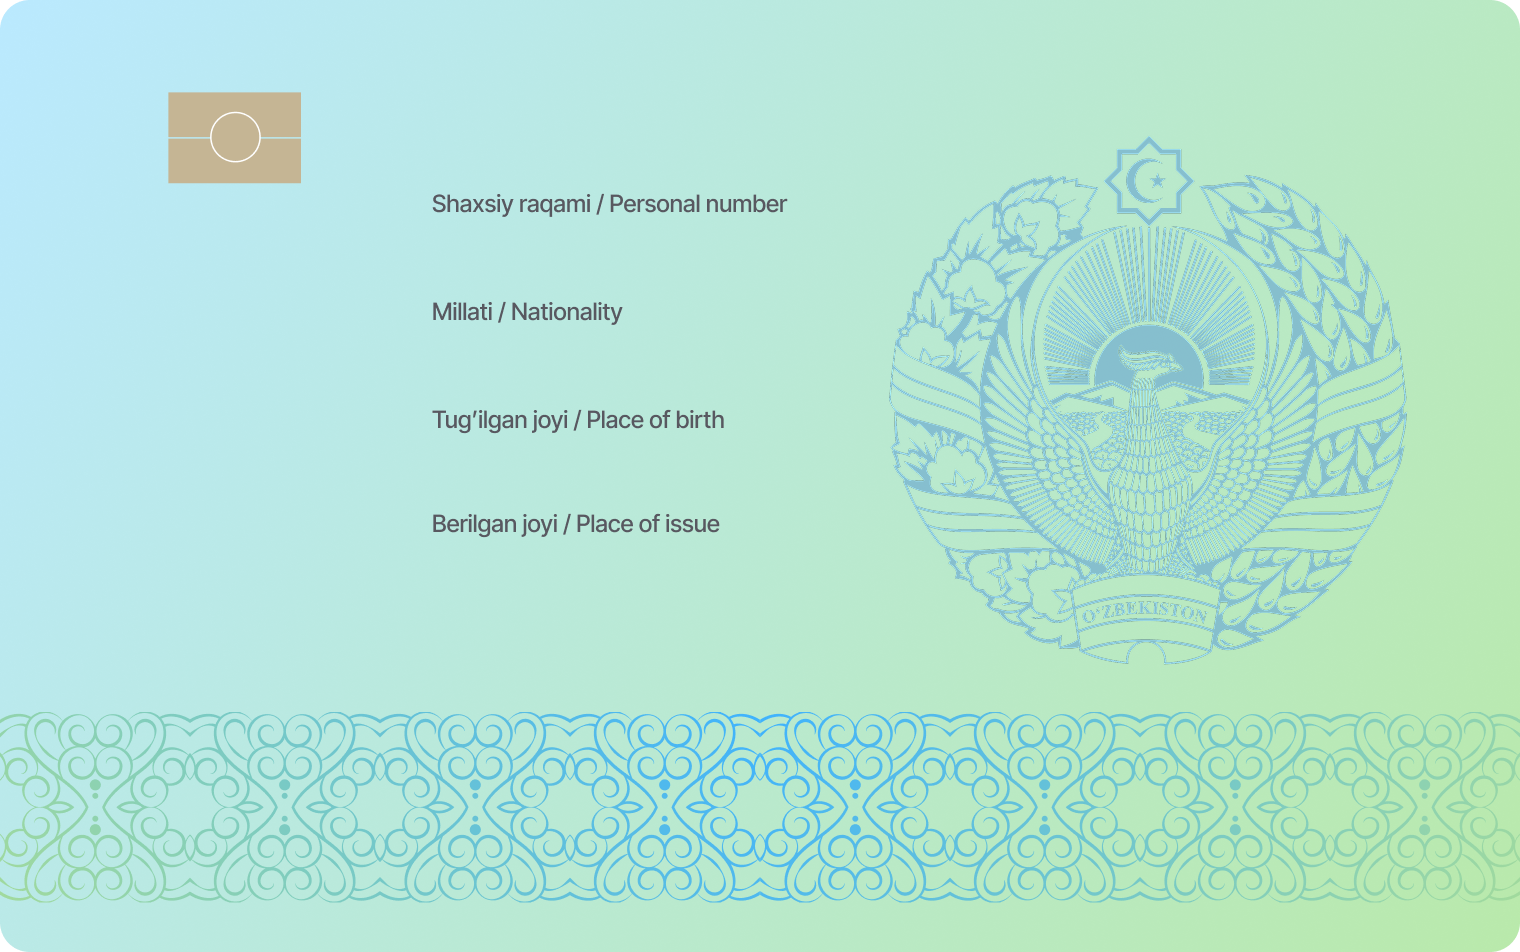 Shaxsiy raqami / Personal number
Millati / Nationality
Tug’ilgan joyi / Place of birth
Berilgan joyi / Place of issue
O‘ZBEKISTON